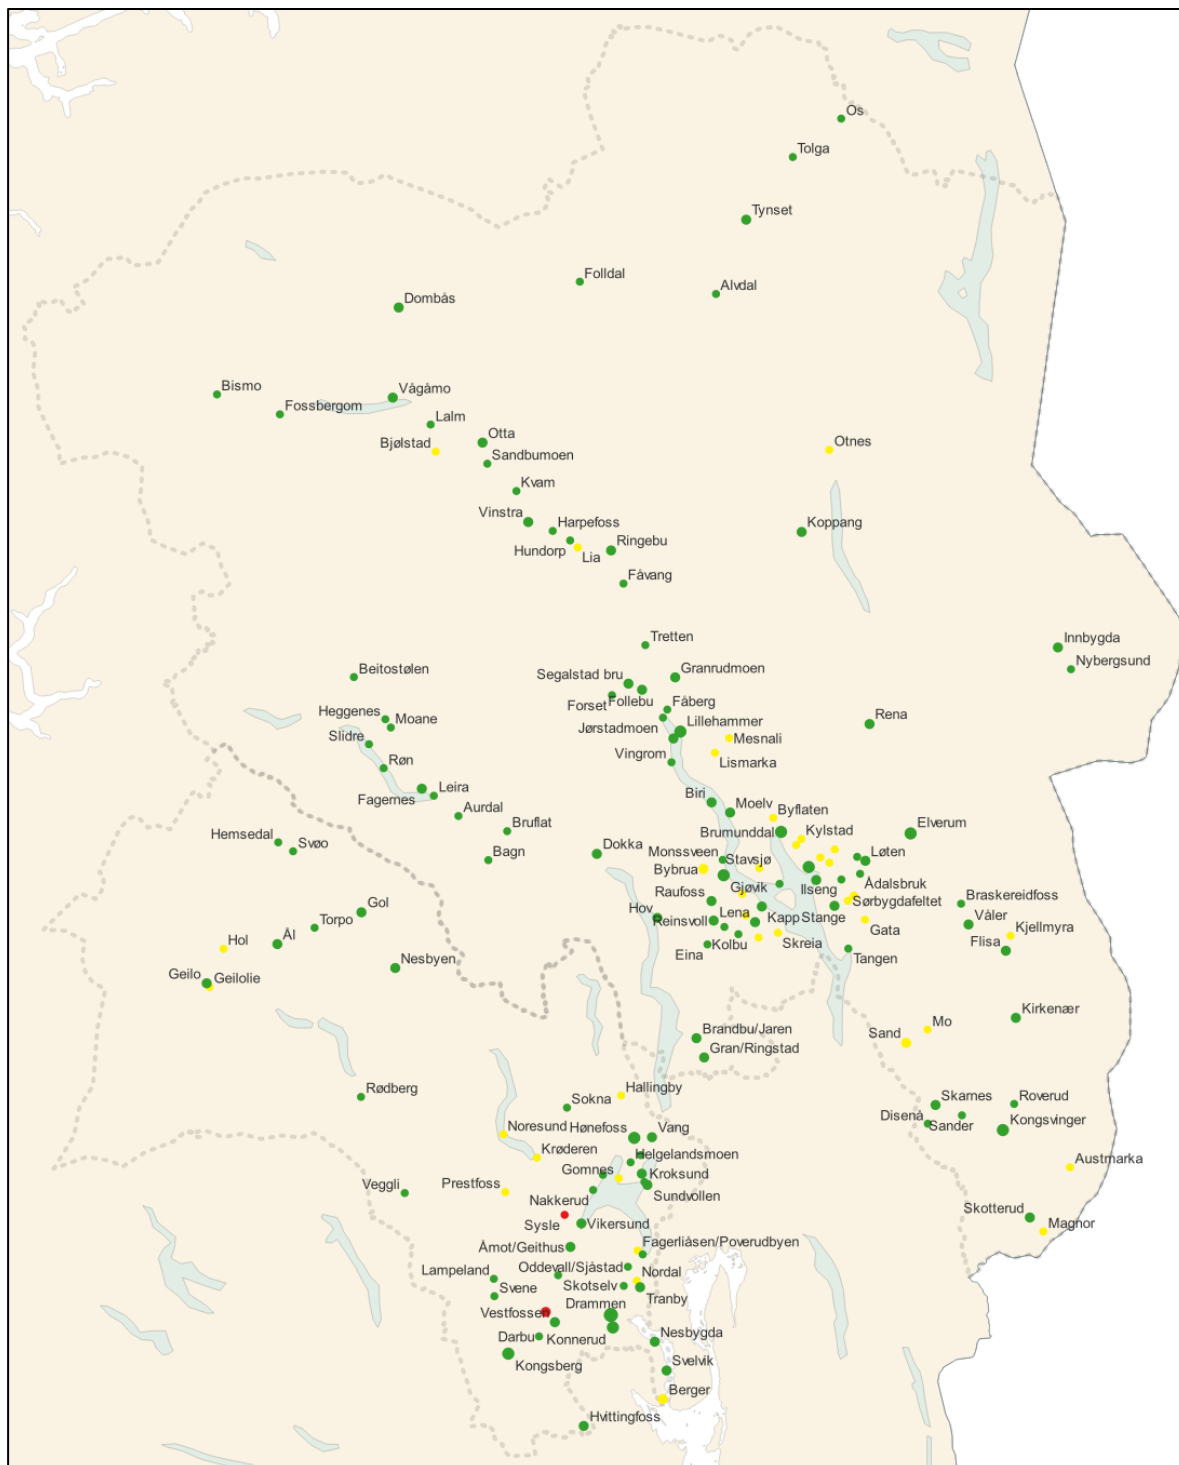 Os
Tolga
Tynset
Folldal
Alvdal
Dombås
Bismo
Vågåmo
Fossbergom
Lalm
Bjølstad
Otta
Otnes
Sandbumoen
Kvam
Vinstra
Harpefoss
Koppang
Hundorp
Lia
Ringebu
Fåvang
Tretten
Innbygda
Nybergsund
Beitostølen
Segalstad bru
Granrudmoen
Forset
Follebu
Fåberg
Heggenes
Moane
Rena
Jørstadmoen
Lillehammer
Slidre
Mesnali
Vingrom
Lismarka
Røn
Fagernes
Leira
Biri
Moelv
Aurdal
Byflaten
Bruflat
Brumunddal
Kylstad
Elverum
Hemsedal
Svøo
Bagn
Dokka
Monssveen
Stavsjø
Løten
Bybrua
Gjøvik
Ilseng
Ådalsbruk
Raufoss
Sørbygdafeltet
Braskereidfoss
Gol
Hov
Reinsvoll
Lena
Kapp
Stange
Gata
Våler
Torpo
Kjellmyra
Hol
Ål
Eina
Kolbu
Skreia
Tangen
Flisa
Geilo
Geilolie
Nesbyen
Kirkenær
Mo
Brandbu/Jaren
Sand
Gran/Ringstad
Rødberg
Hallingby
Sokna
Skarnes
Roverud
Disenå
Sander
Kongsvinger
Noresund
Hønefoss
Vang
Krøderen
Helgelandsmoen
Austmarka
Gomnes
Kroksund
Veggli
Prestfoss
Nakkerud
Sundvollen
Sysle
Vikersund
Skotterud
Magnor
Åmot/Geithus
Fagerliåsen/Poverudbyen
Lampeland
Oddevall/Sjåstad
Nordal
Svene
Skotselv
Tranby
Vestfossen
Drammen
Darbu
Konnerud
Nesbygda
Kongsberg
Svelvik
Berger
Hvittingfoss